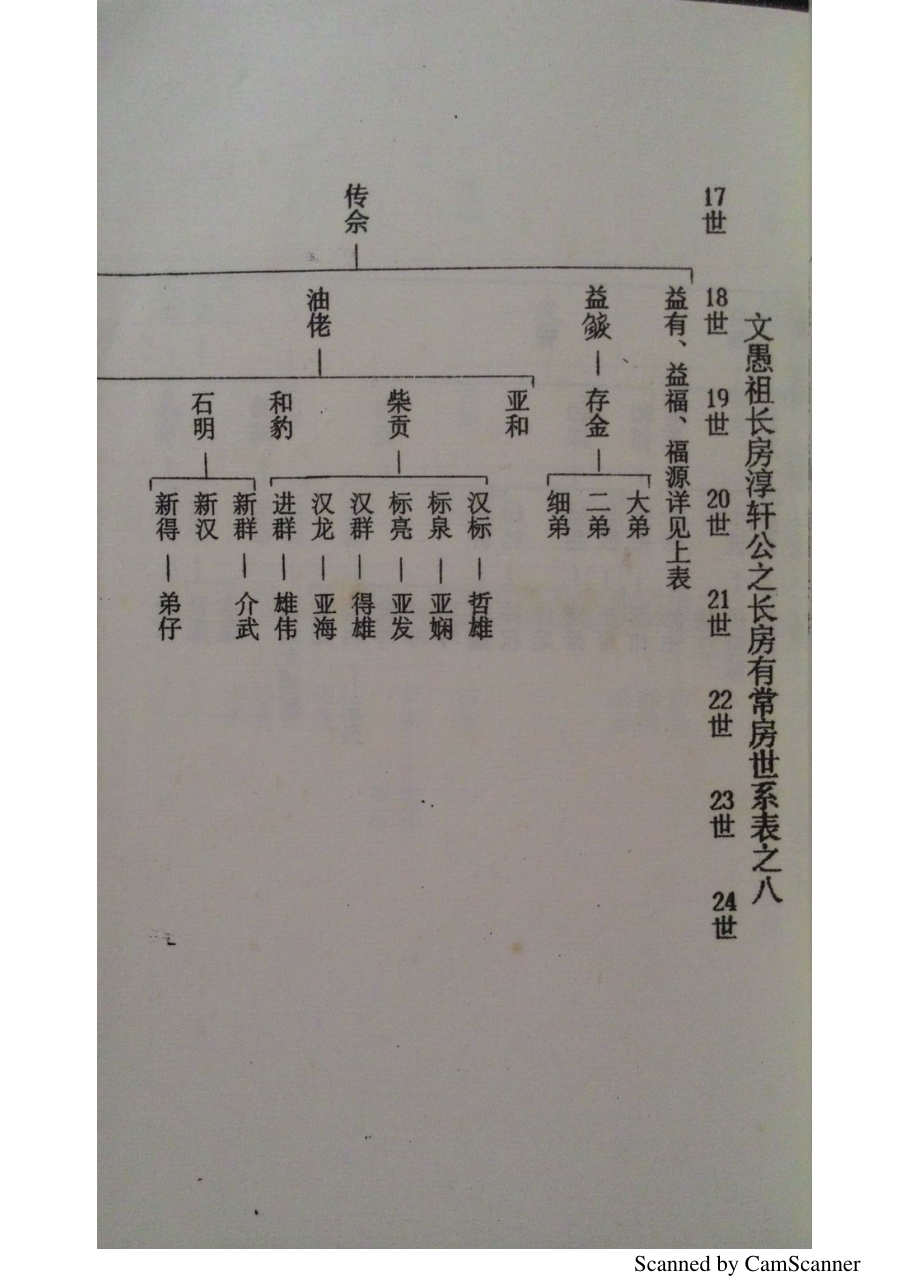 文愚祖长房淳轩公之长房有常房世系表之八
17世
18世
19世
20世
21世
22世
23世
24世
传佘
益有、益福、福源详见上表
益
油佬
存金
亚和
柴贡
和豹
石明
大弟
二弟
细弟
汉标
标泉
标亮
汉群
汉龙
进群
新群
新汉
新得
哲雄
亚娴
亚发
得雄
亚海
雄伟
介武
弟仔
Scanned by CamScanner